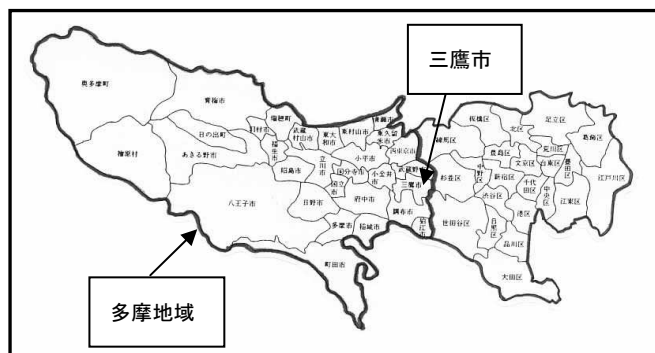 三鷹市
多摩地域
奥多摩町
青梅市
瑞穂町
日の出町
羽村市
武蔵
村山市
東大
和市
東村山市
清瀬市
東久留
水市
檜原村
あきる野市
福生市
昭島市
立川市
小平市
西東京市
国分寺市
小金井
市
武蔵野
三鷹市
国立
市
八王子市
日野市
府中市
調布市
狛江市
多摩市
稲城市
町田市
練馬区
板橋区
北区
足立区
葛飾区
荒川区
豊島区
文京区
台東区
墨田区
江戸川区
杉並区
中野区
新宿区
千代
田区
中央区
江東区
渋谷区
港区
世田谷区
目黒区
品川区
大田区